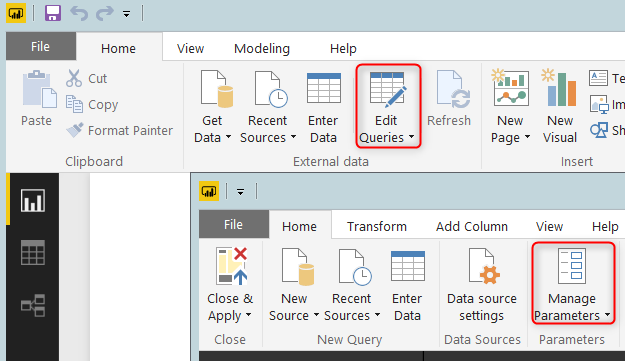 File Home View Modeling Help
Paste
Cut
Copy
Format Painter
Clipboard
Get
Data
Recent
Sources
Enter
Data
Edit
Queries
Refresh
External data
New
Page
New
Visual
Te
Im
Sh
Insert
File Home Transform Add Column View Help
Close &
Apply
Close
New
Source
Recent
Sources
Enter
Data
New Query
Data source
settings
Data Sources
Manage
Parameters
Parameters